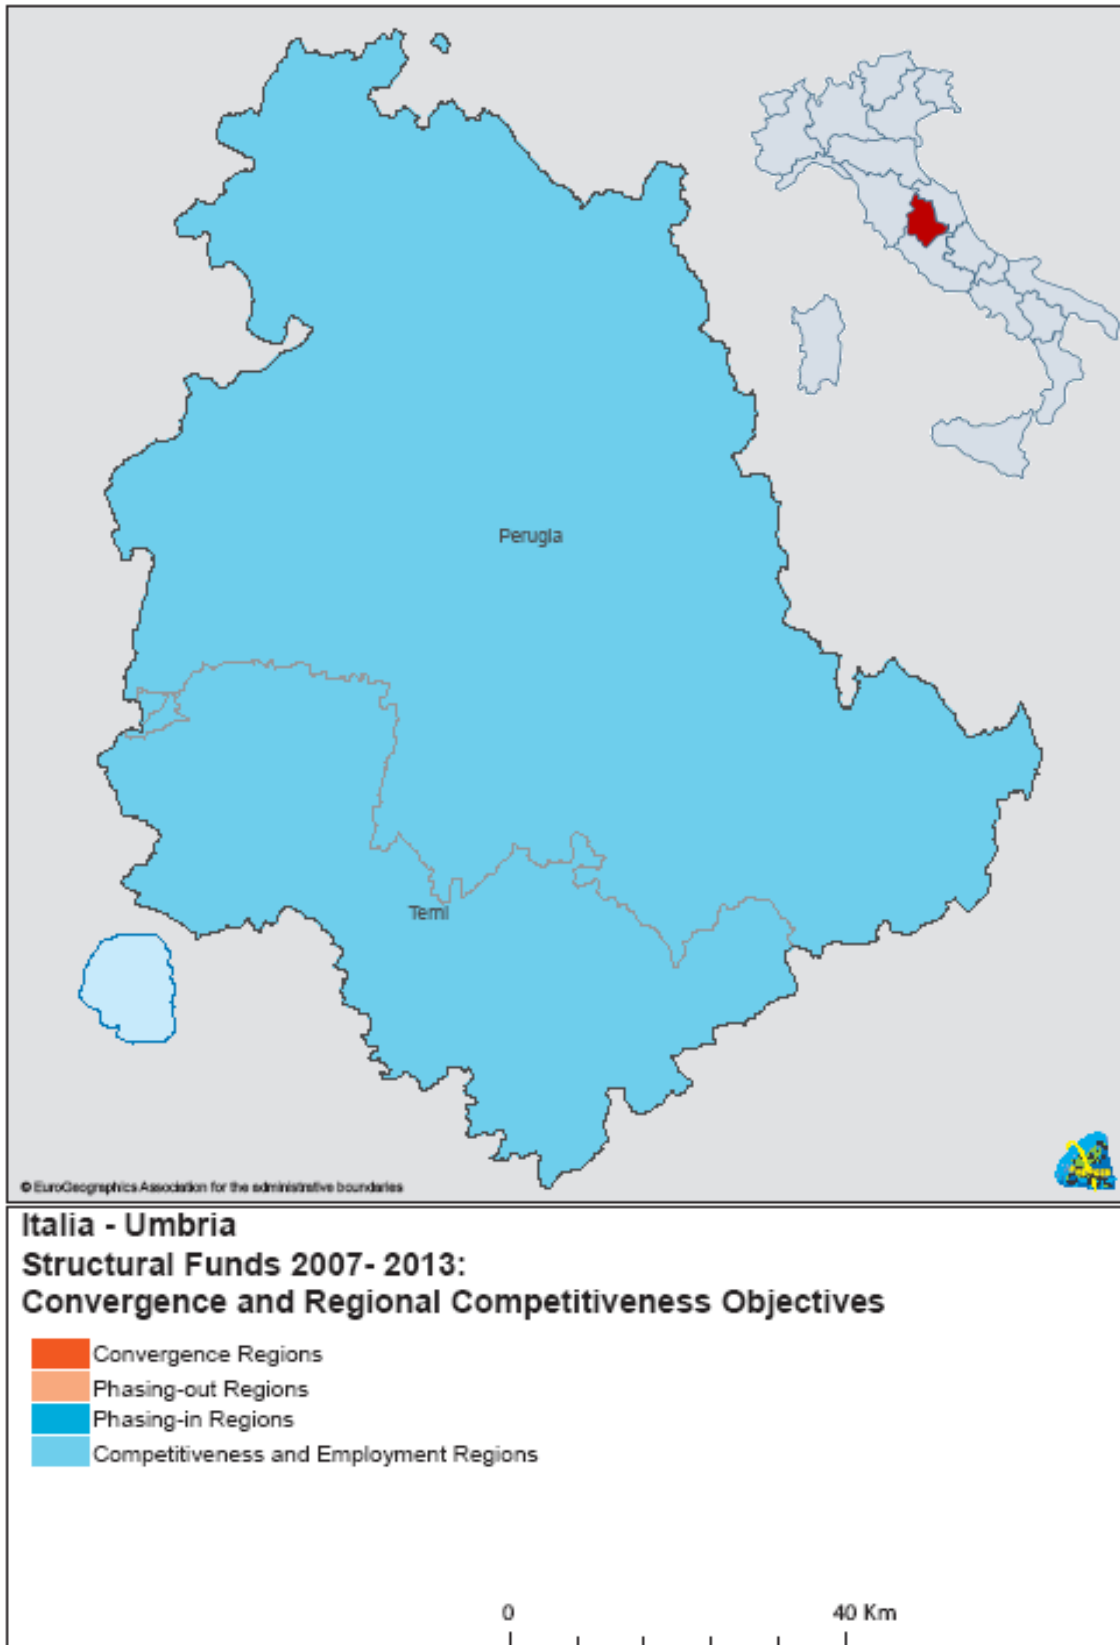 Perugia
Terni
© EuroGeographics Association for the administrative boundaries
Italia - Umbria
Structural Funds 2007- 2013:
Convergence and Regional Competitiveness Objectives
Convergence Regions
Phasing-out Regions
Phasing-in Regions
Competitiveness and Employment Regions
0 40 Km